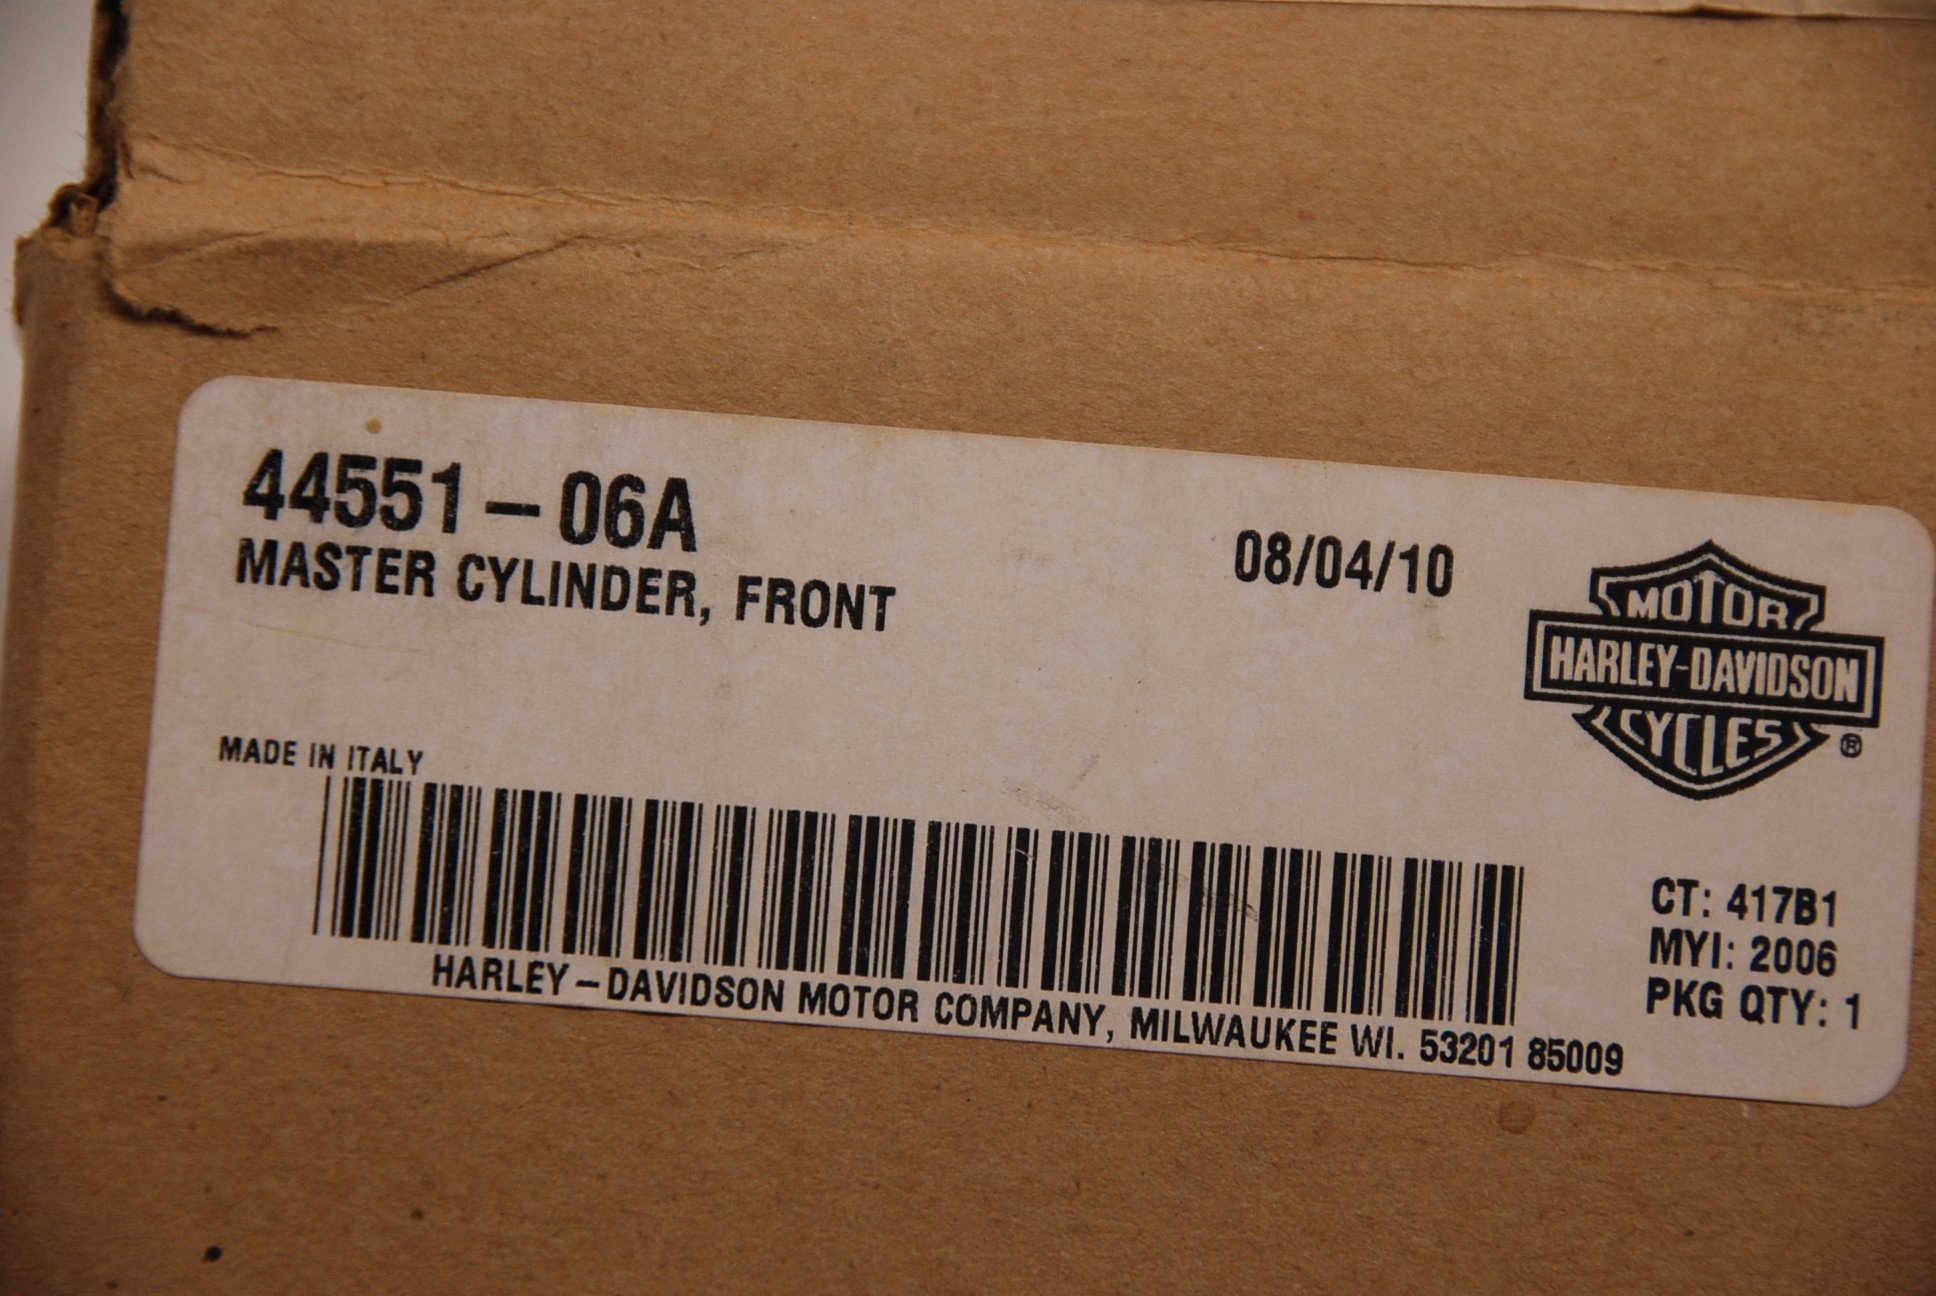 44551-06A
MASTER CYLINDER, FRONT
08/04/10
MOTOR
HARLEY-DAVIDSON
CYCLES
®
MADE IN ITALY
CT: 417B1
MYI: 2006
PKG QTY: 1
HARLEY-DAVIDSON MOTOR COMPANY, MILWAUKEE WI. 53201 85009